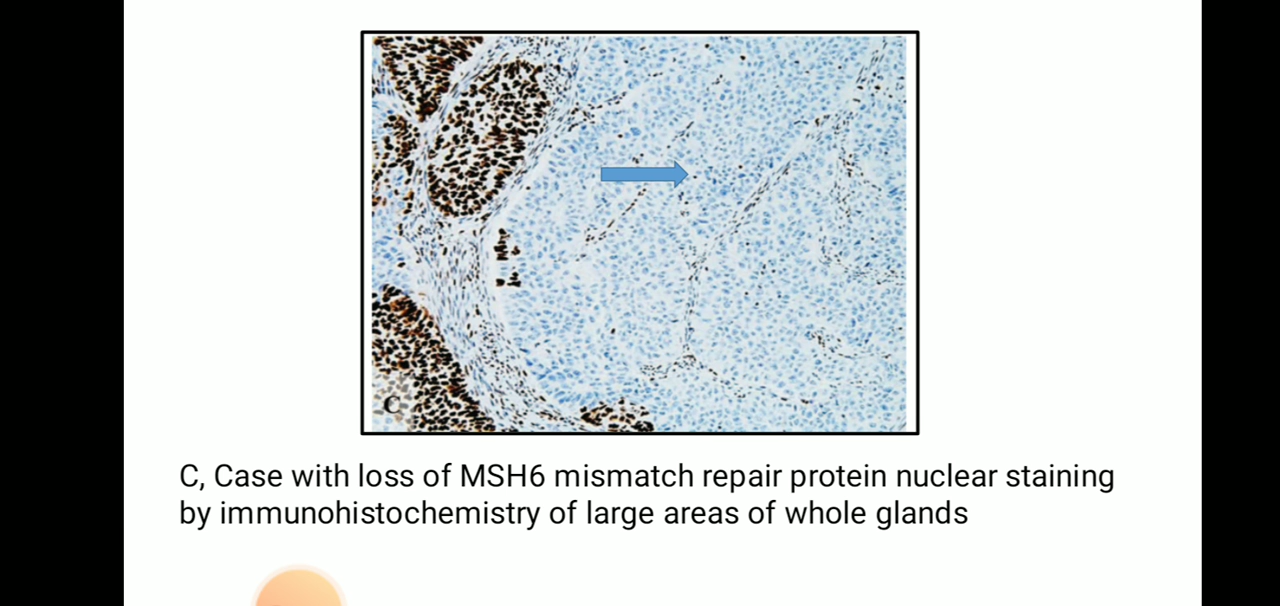 C
C, Case with loss of MSH6 mismatch repair protein nuclear staining
by immunohistochemistry of large areas of whole glands